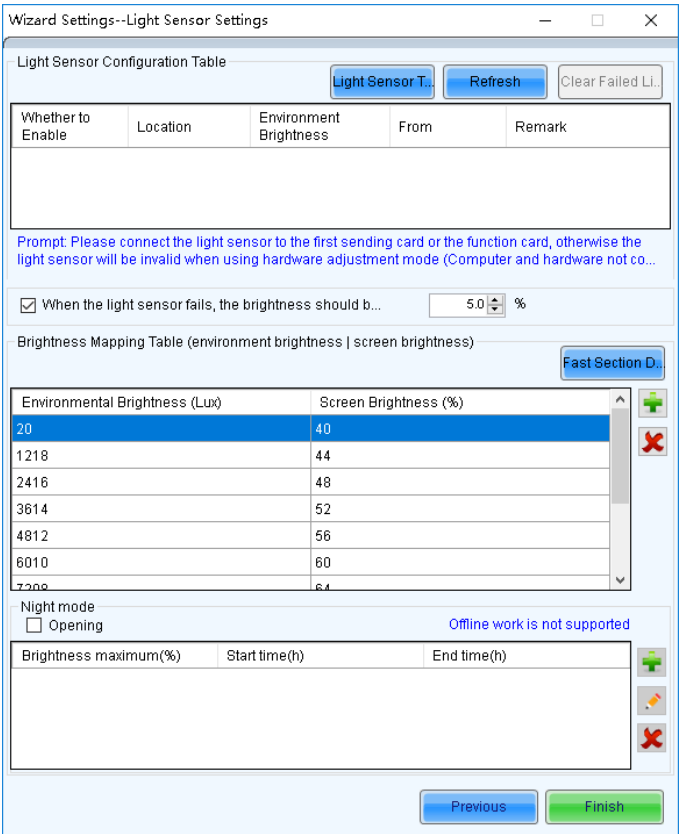 Wizard Settings--Light Sensor Settings
Light Sensor Configuration Table
Light Sensor T... Refresh Clear Failed Li...
Whether to Enable Location Environment Brightness From Remark
Prompt: Please connect the light sensor to the first sending card or the function card, otherwise the
light sensor will be invalid when using hardware adjustment mode (Computer and hardware not co...
When the light sensor fails, the brightness should b... 5.0 %
Brightness Mapping Table (environment brightness | screen brightness)
Fast Section D...
Environmental Brightness (Lux) Screen Brightness (%)
20 40
1218 44
2416 48
3614 52
4812 56
6010 60
7208 64
Night mode
Opening Offline work is not supported
Brightness maximum(%) Start time(h) End time(h)
Previous Finish